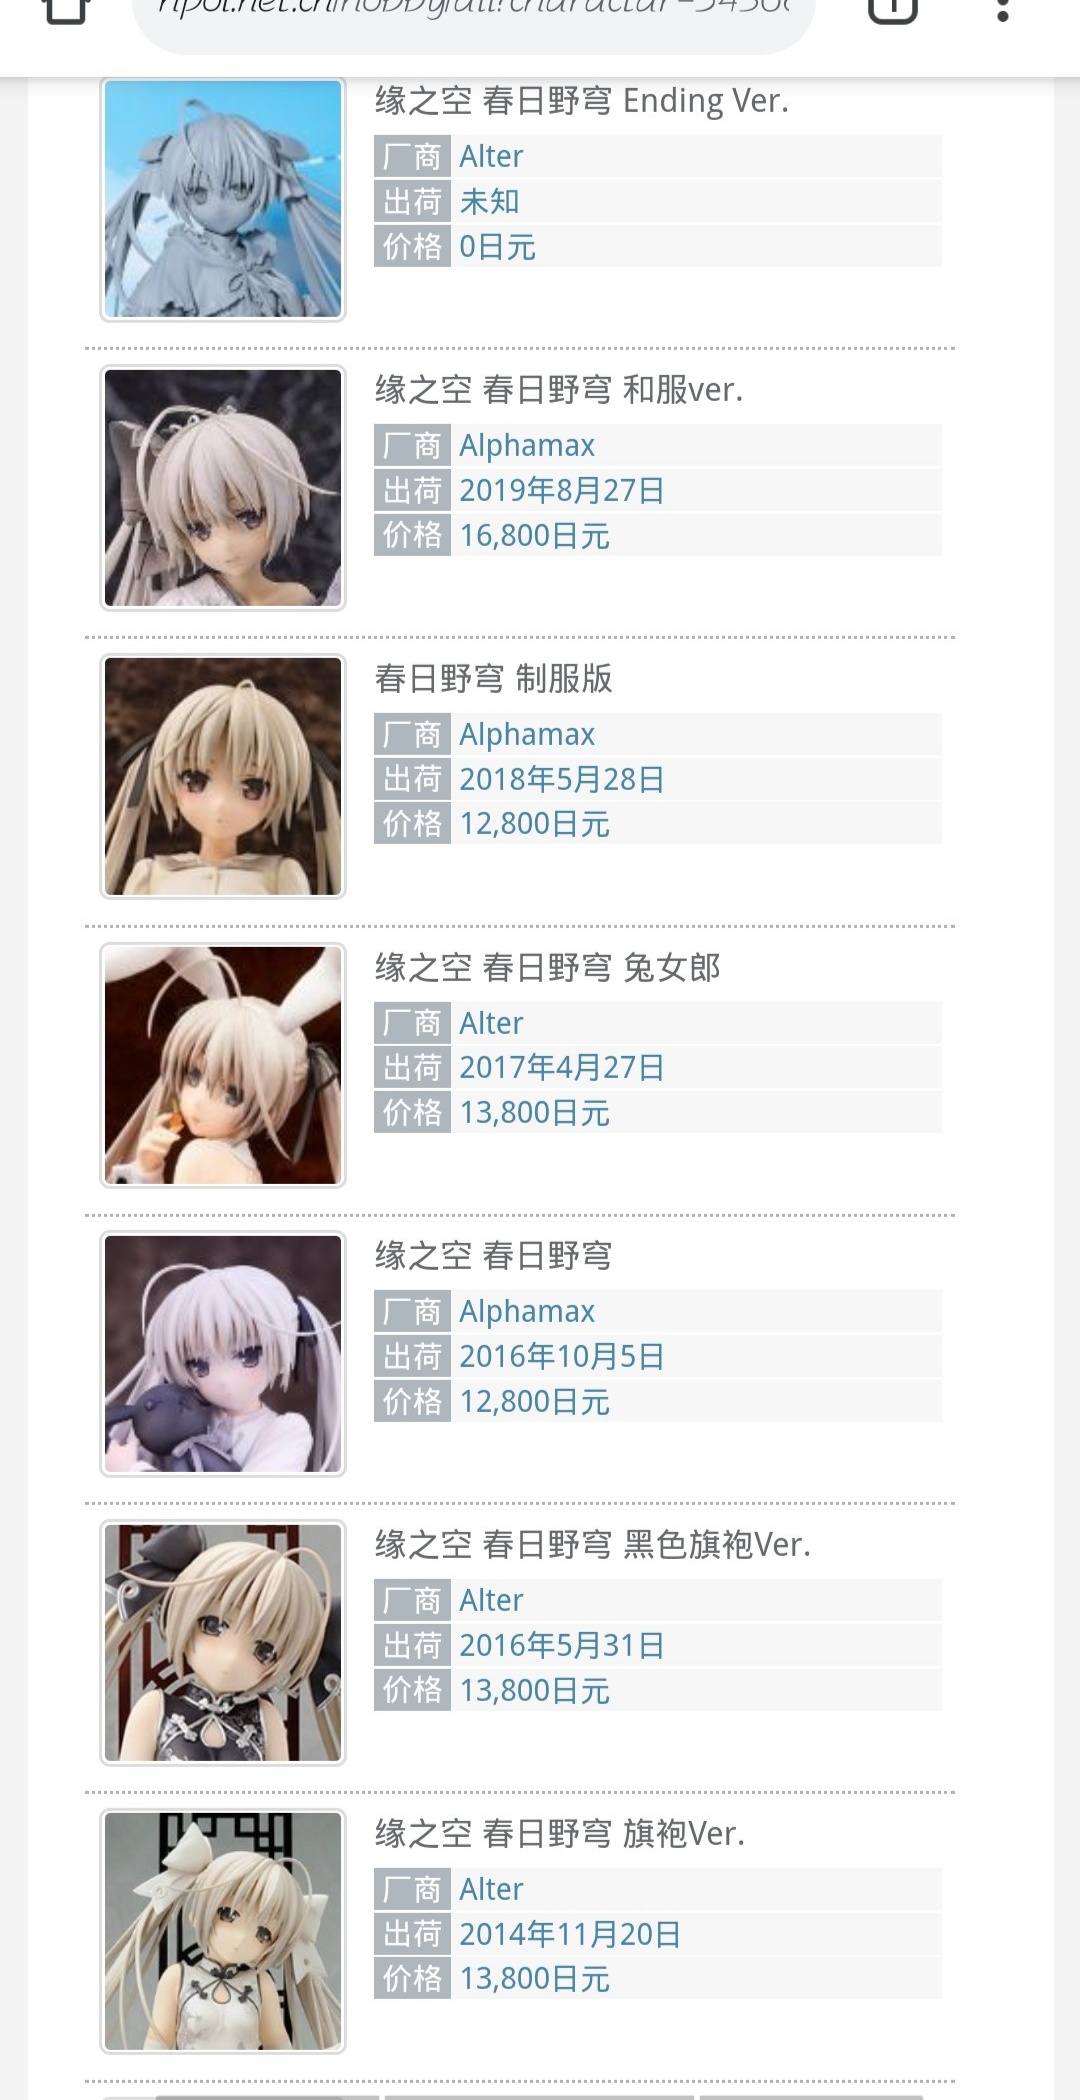 缘之空 春日野穹 Ending Ver.
厂商 Alter
出荷 未知
价格 0日元
缘之空 春日野穹 和服ver.
厂商 Alphamax
出荷 2019年8月27日
价格 16,800日元
春日野穹 制服版
厂商 Alphamax
出荷 2018年5月28日
价格 12,800日元
缘之空 春日野穹 兔女郎
厂商 Alter
出荷 2017年4月27日
价格 13,800日元
缘之空 春日野穹
厂商 Alphamax
出荷 2016年10月5日
价格 12,800日元
缘之空 春日野穹 黑色旗袍Ver.
厂商 Alter
出荷 2016年5月31日
价格 13,800日元
缘之空 春日野穹 旗袍Ver.
厂商 Alter
出荷 2014年11月20日
价格 13,800日元